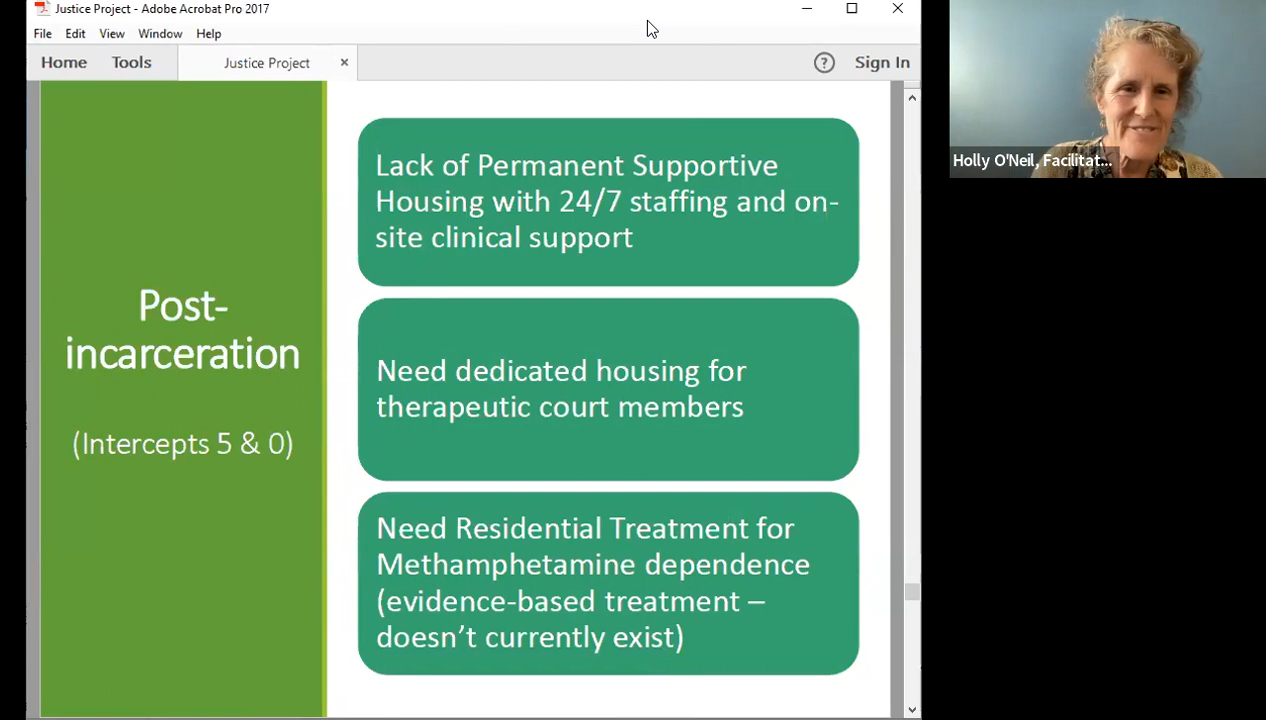 Justice Project - Adobe Acrobat Pro 2017
File Edit View Window Help
Home Tools Justice Project × ? Sign In
Post-
incarceration
(Intercepts 5 & 0)
Lack of Permanent Supportive
Housing with 24/7 staffing and on-
site clinical support
Need dedicated housing for
therapeutic court members
Need Residential Treatment for
Methamphetamine dependence
(evidence-based treatment –
doesn’t currently exist)
Holly O'Neil, Facilitat...